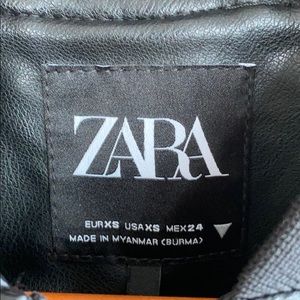 ZARA
EUR XS USA XS MEX 24
MADE IN MYANMAR (BURMA)